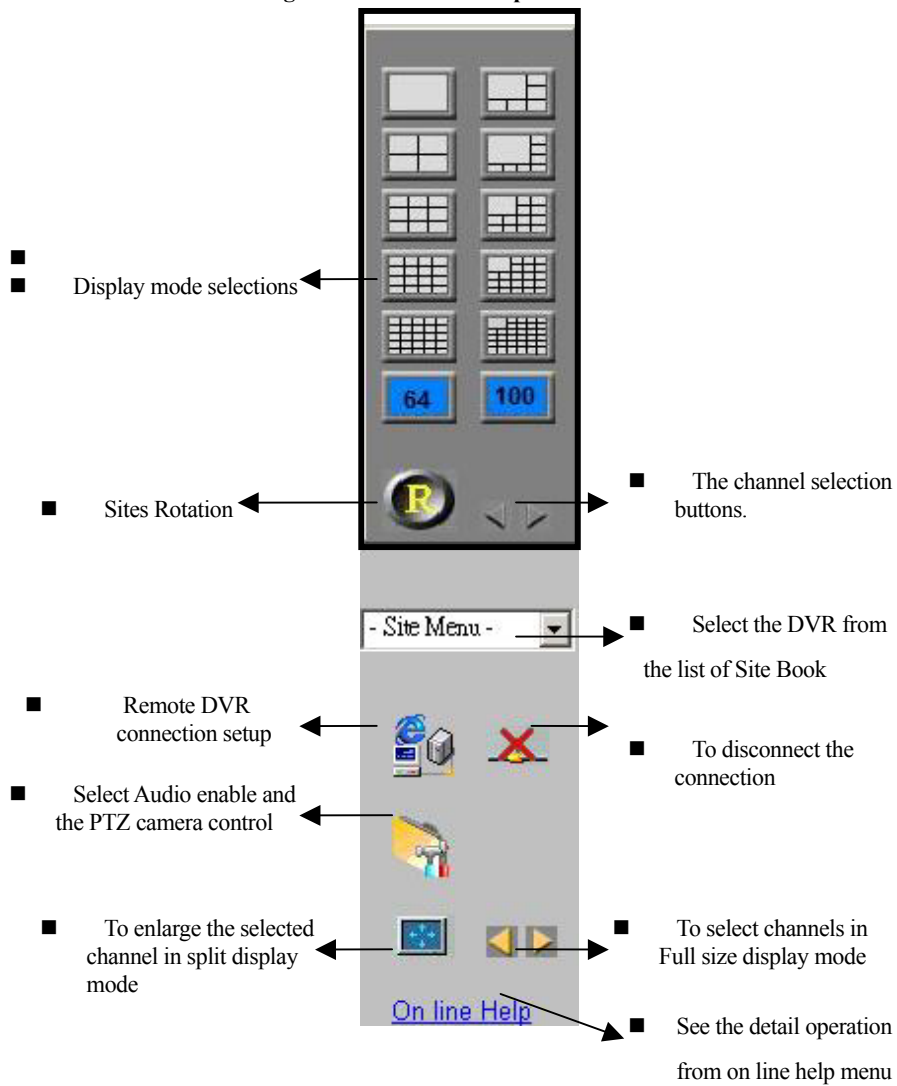 ■
■ Display mode selections
64 100
R
■ Sites Rotation
■ The channel selection
buttons.
- Site Menu -
■ Select the DVR from
the list of Site Book
■ Remote DVR
connection setup
■ To disconnect the
connection
■ Select Audio enable and
the PTZ camera control
■ To enlarge the selected
channel in split display
mode
■ To select channels in
Full size display mode
On line Help
■ See the detail operation
from on line help menu